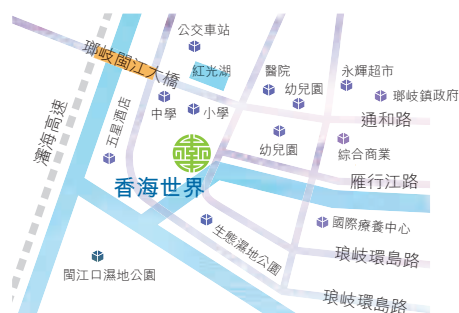 公交車站
瑯岐閩江大橋
紅光湖
醫院
永輝超市
幼兒園
瑯岐鎮政府
中學
小學
通和路
五星酒店
瀋海高速
幼兒園
綜合商業
香海世界
雁行江路
國際療養中心
生態濕地公園
琅岐環島路
閩江口濕地公園
琅岐環島路